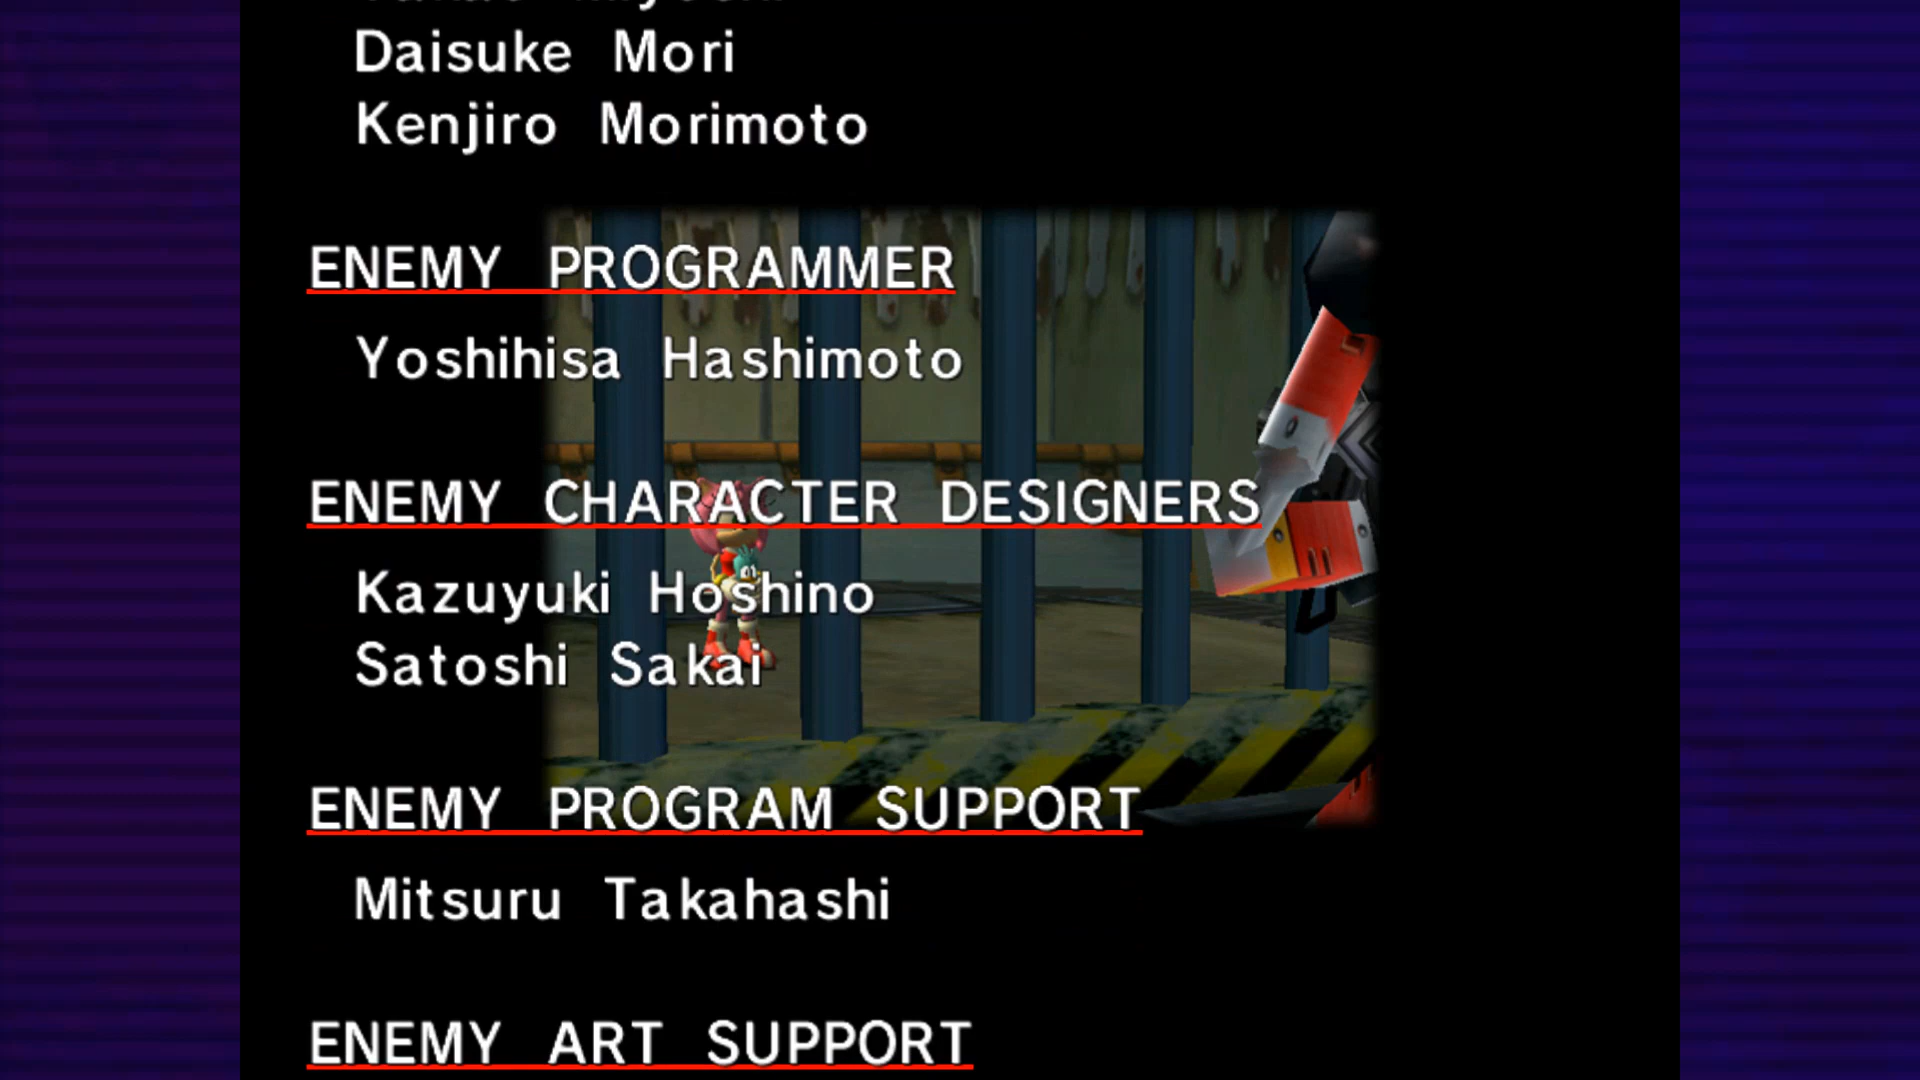 Daisuke Mori
Kenjiro Morimoto
ENEMY PROGRAMMER
Yoshihisa Hashimoto
ENEMY CHARACTER DESIGNERS
Kazuyuki Hoshino
Satoshi Sakai
ENEMY PROGRAM SUPPORT
Mitsuru Takahashi
ENEMY ART SUPPORT